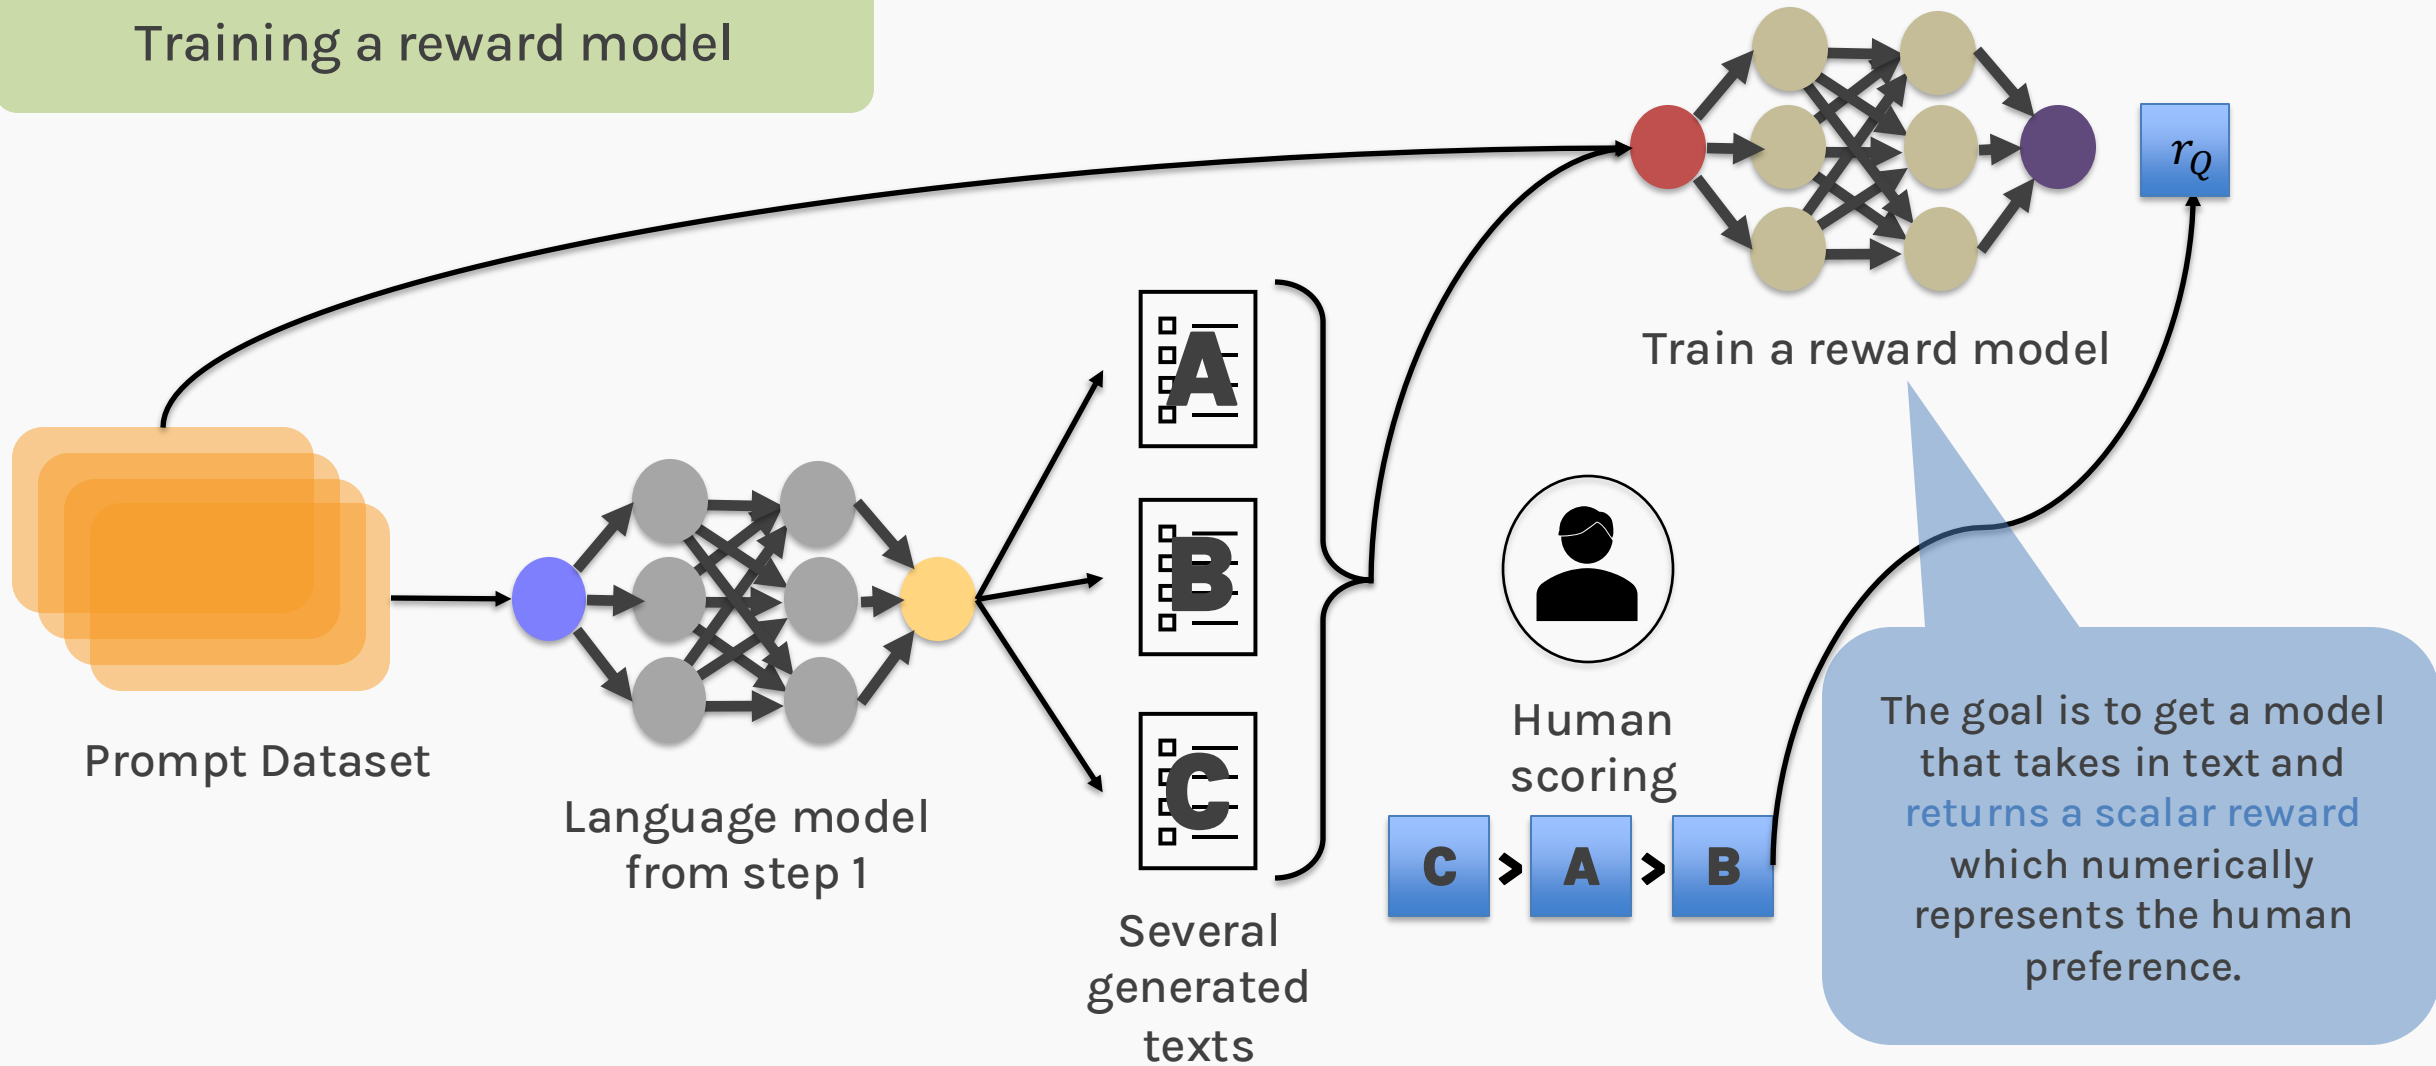 Training a reward model
r_Q
Train a reward model
A
B
C
Prompt Dataset
Language model
from step 1
Several
generated
texts
Human
scoring
C > A > B
The goal is to get a model
that takes in text and
returns a scalar reward
which numerically
represents the human
preference.